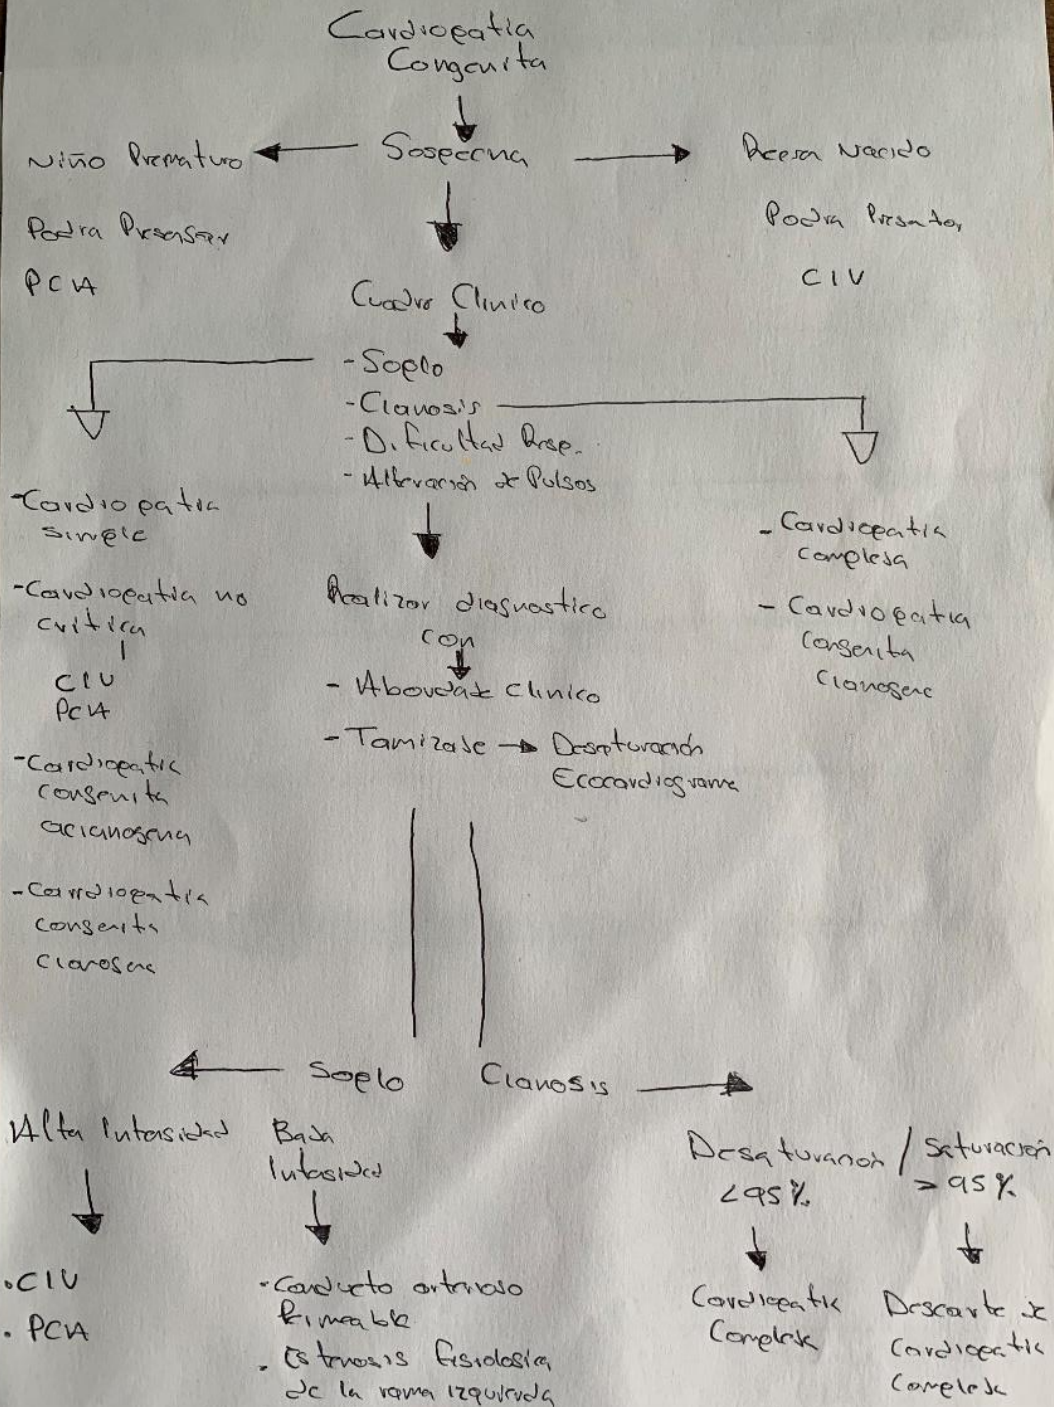 Cardiopatia
Congenita
Niño Prematuro
Sospecha
Recien Nacido
Podra Presentar
PCA
Podra Presentar
CIV
Cuadro Clinico
- Soplo
- Cianosis
- Dificultad Resp.
- Alteración de Pulsos
- Cardiopatia
simple
- Cardiopatia no
critica
CIV
PCA
- Cardiopatia
congenita
acianogena
- Cardiopatia
congenita
cianogena
Realizar diagnostico
con
- Abordaje Clinico
- Tamizaje → Desaturación
Ecocardiograma
- Cardiopatia
compleja
- Cardiopatia
congenita
cianogena
Soplo
Alta Intensidad
Baja
Intensidad
• CIV
• PCA
- Conducto arterioso
Permeable
. Estenosis fisiologica
de la rama izquierda
Cianosis
Desaturación / Saturación
<95% >95%
Cardiopatia
Compleja
Descarte de
Cardiopatia
Compleja